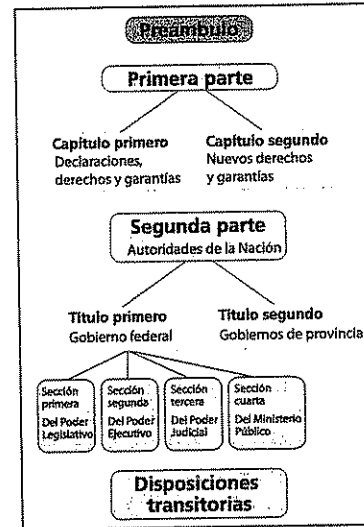 Preámbulo
Primera parte
Capítulo primero
Declaraciones,
derechos y garantías
Capítulo segundo
Nuevos derechos
y garantías
Segunda parte
Autoridades de la Nación
Título primero
Gobierno federal
Título segundo
Gobiernos de provincia
Sección
primera
Del Poder
Legislativo
Sección
segunda
Del Poder
Ejecutivo
Sección
tercera
Del Poder
Judicial
Sección
cuarta
Del Ministerio
Público
Disposiciones
transitorias